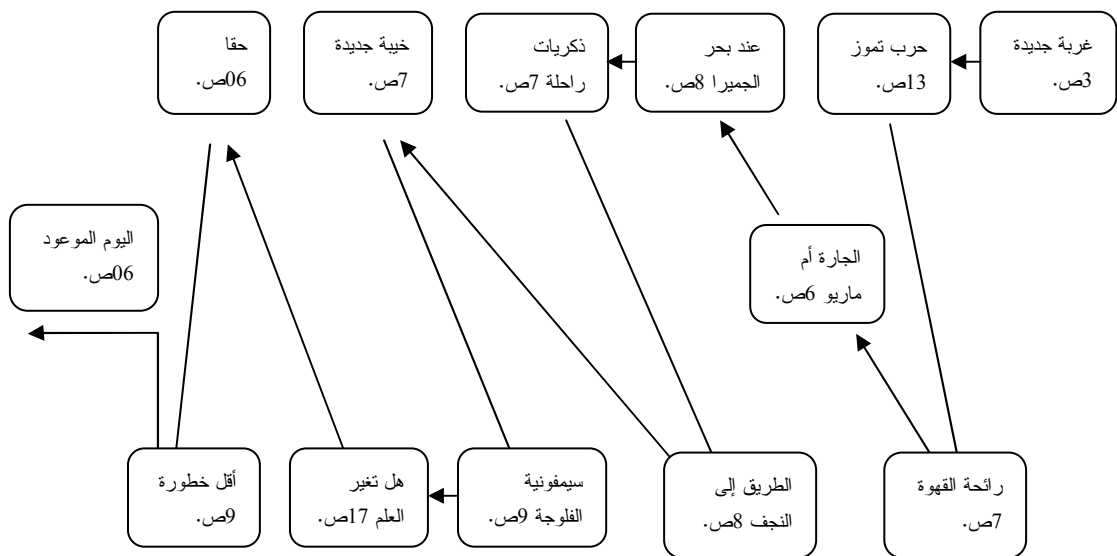 غربة جديدة
3ص.
حرب تموز
13ص.
عند بحر
الجميرا 8ص.
ذكريات
راحلة 7ص.
خيبة جديدة
7ص.
حقا
06ص.
اليوم الموعود
06ص.
الجارة أم
ماريو 6ص.
رائحة القهوة
7ص.
الطريق إلى
النجف 8ص.
سيمفونية
الفلوجة 9ص.
هل تغير
العلم 17ص.
أقل خطورة
9ص.